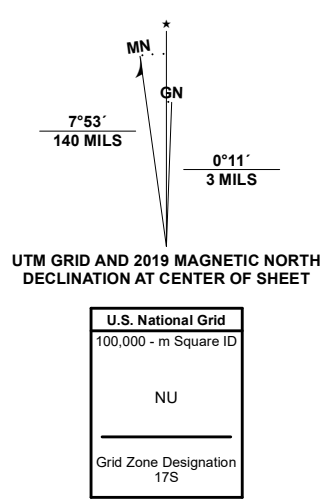 ★
MN
GN
7°53´
140 MILS
0°11´
3 MILS
UTM GRID AND 2019 MAGNETIC NORTH
DECLINATION AT CENTER OF SHEET
U.S. National Grid
100,000 - m Square ID
NU
Grid Zone Designation
17S